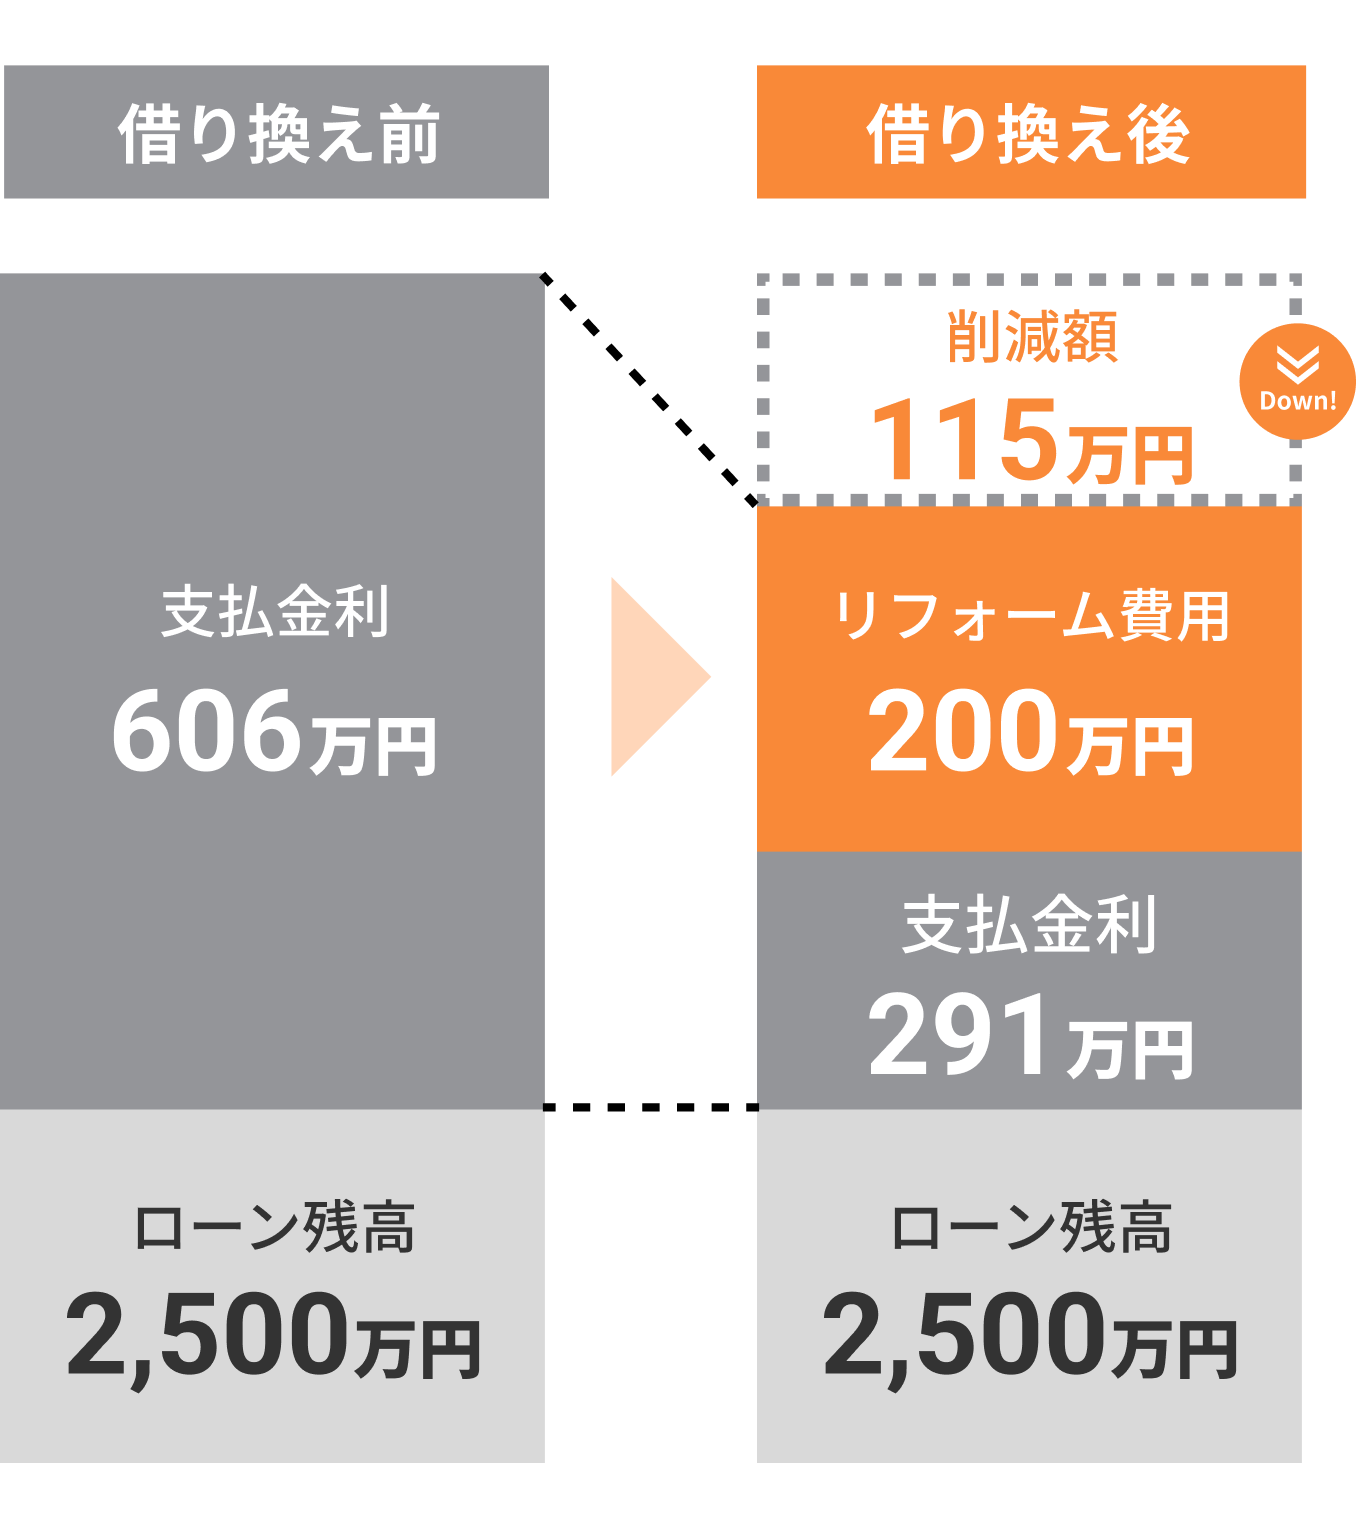 借り換え前
支払金利
606万円
ローン残高
2,500万円
借り換え後
削減額
115万円
Down!
リフォーム費用
200万円
支払金利
291万円
ローン残高
2,500万円